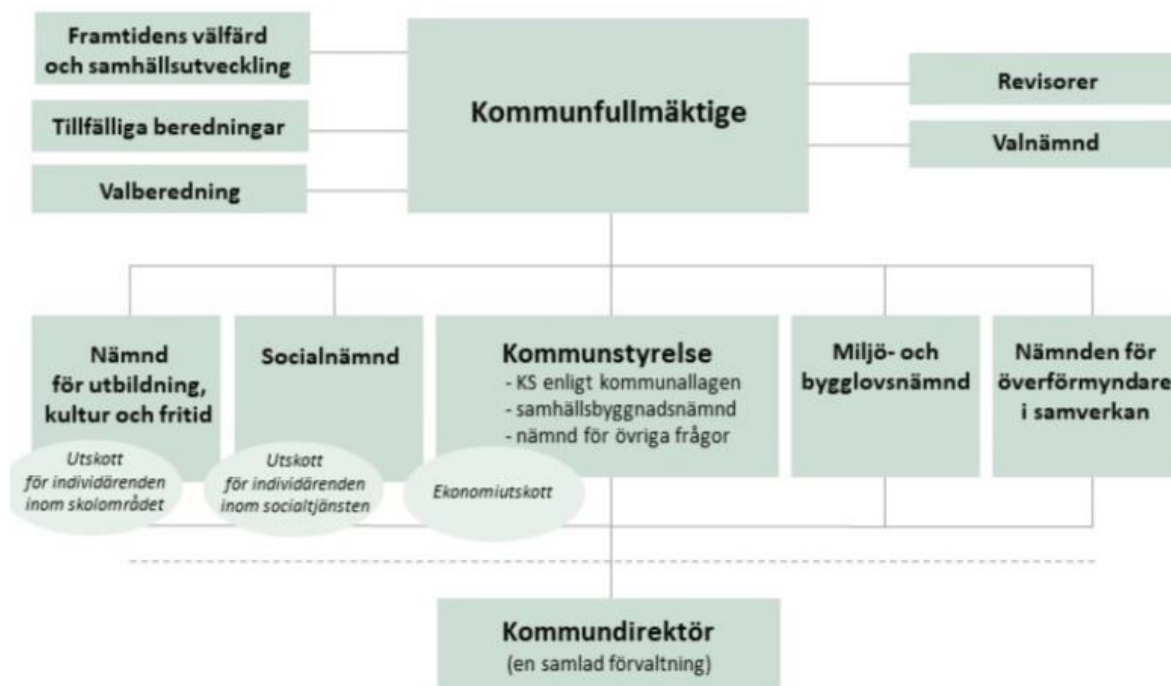 Framtidens välfärd
och samhällsutveckling
Tillfälliga beredningar
Valberedning
Kommunfullmäktige
Revisorer
Valnämnd
Nämnd
för utbildning,
kultur och fritid
Utskott
för individärenden
inom skolområdet
Socialnämnd
Utskott
för individärenden
inom socialtjänsten
Kommunstyrelse
- KS enligt kommunallagen
- samhällsbyggnadsnämnd
- nämnd för övriga frågor
Ekonomiutskott
Miljö- och
bygglovsnämnd
Nämnden för
överförmyndare
i samverkan
Kommundirektör
(en samlad förvaltning)